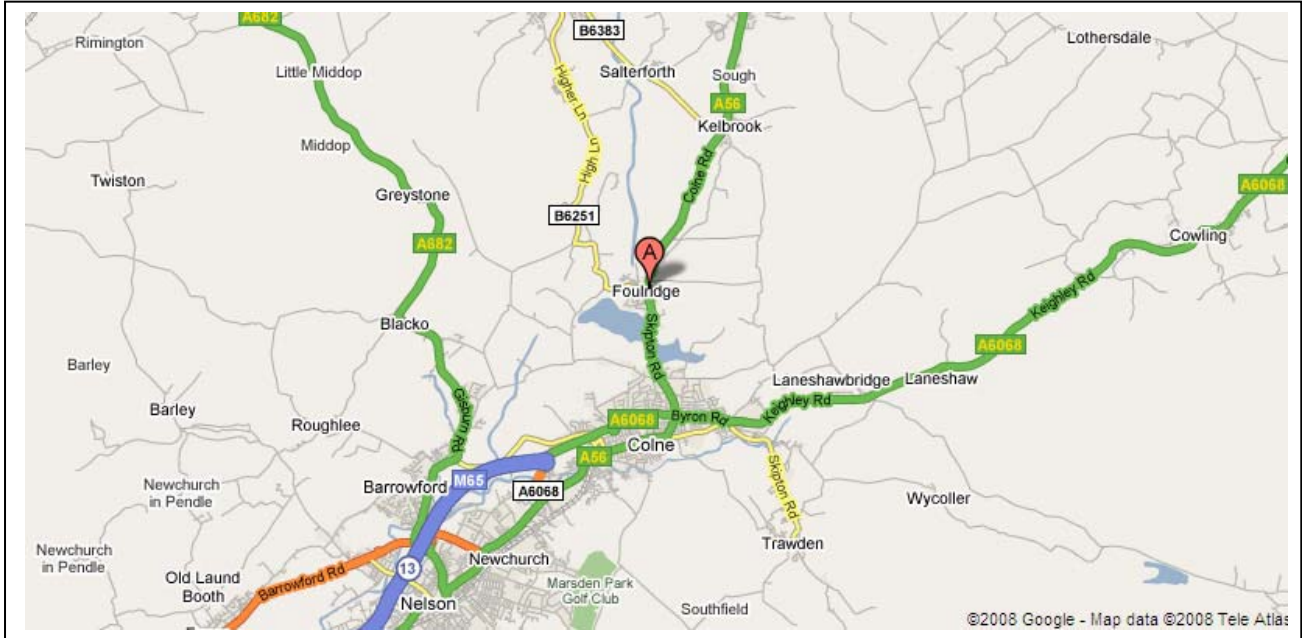 A682
B6383
Rimington
Lothersdale
Little Middop
Salterforth
Sough
Higher Ln
A56
Kelbrook
Middop
High Ln
Colne Rd
Twiston
Greystone
A6068
B6251
A682
Cowling
A
Foulridge
Keighley Rd
Blacko
Skipton Rd
A6068
Barley
Laneshawbridge
Laneshaw
Gisburn Rd
Keighley Rd
Barley
Roughlee
A6068
Byron Rd
Colne
A56
M65
Skipton Rd
Barrowford
A6068
Newchurch
in Pendle
Wycoller
Trawden
Newchurch
in Pendle
Newchurch
13
Old Laund
Booth
Barrowford Rd
Marsden Park
Golf Club
Nelson
Southfield
©2008 Google - Map data ©2008 Tele Atlas